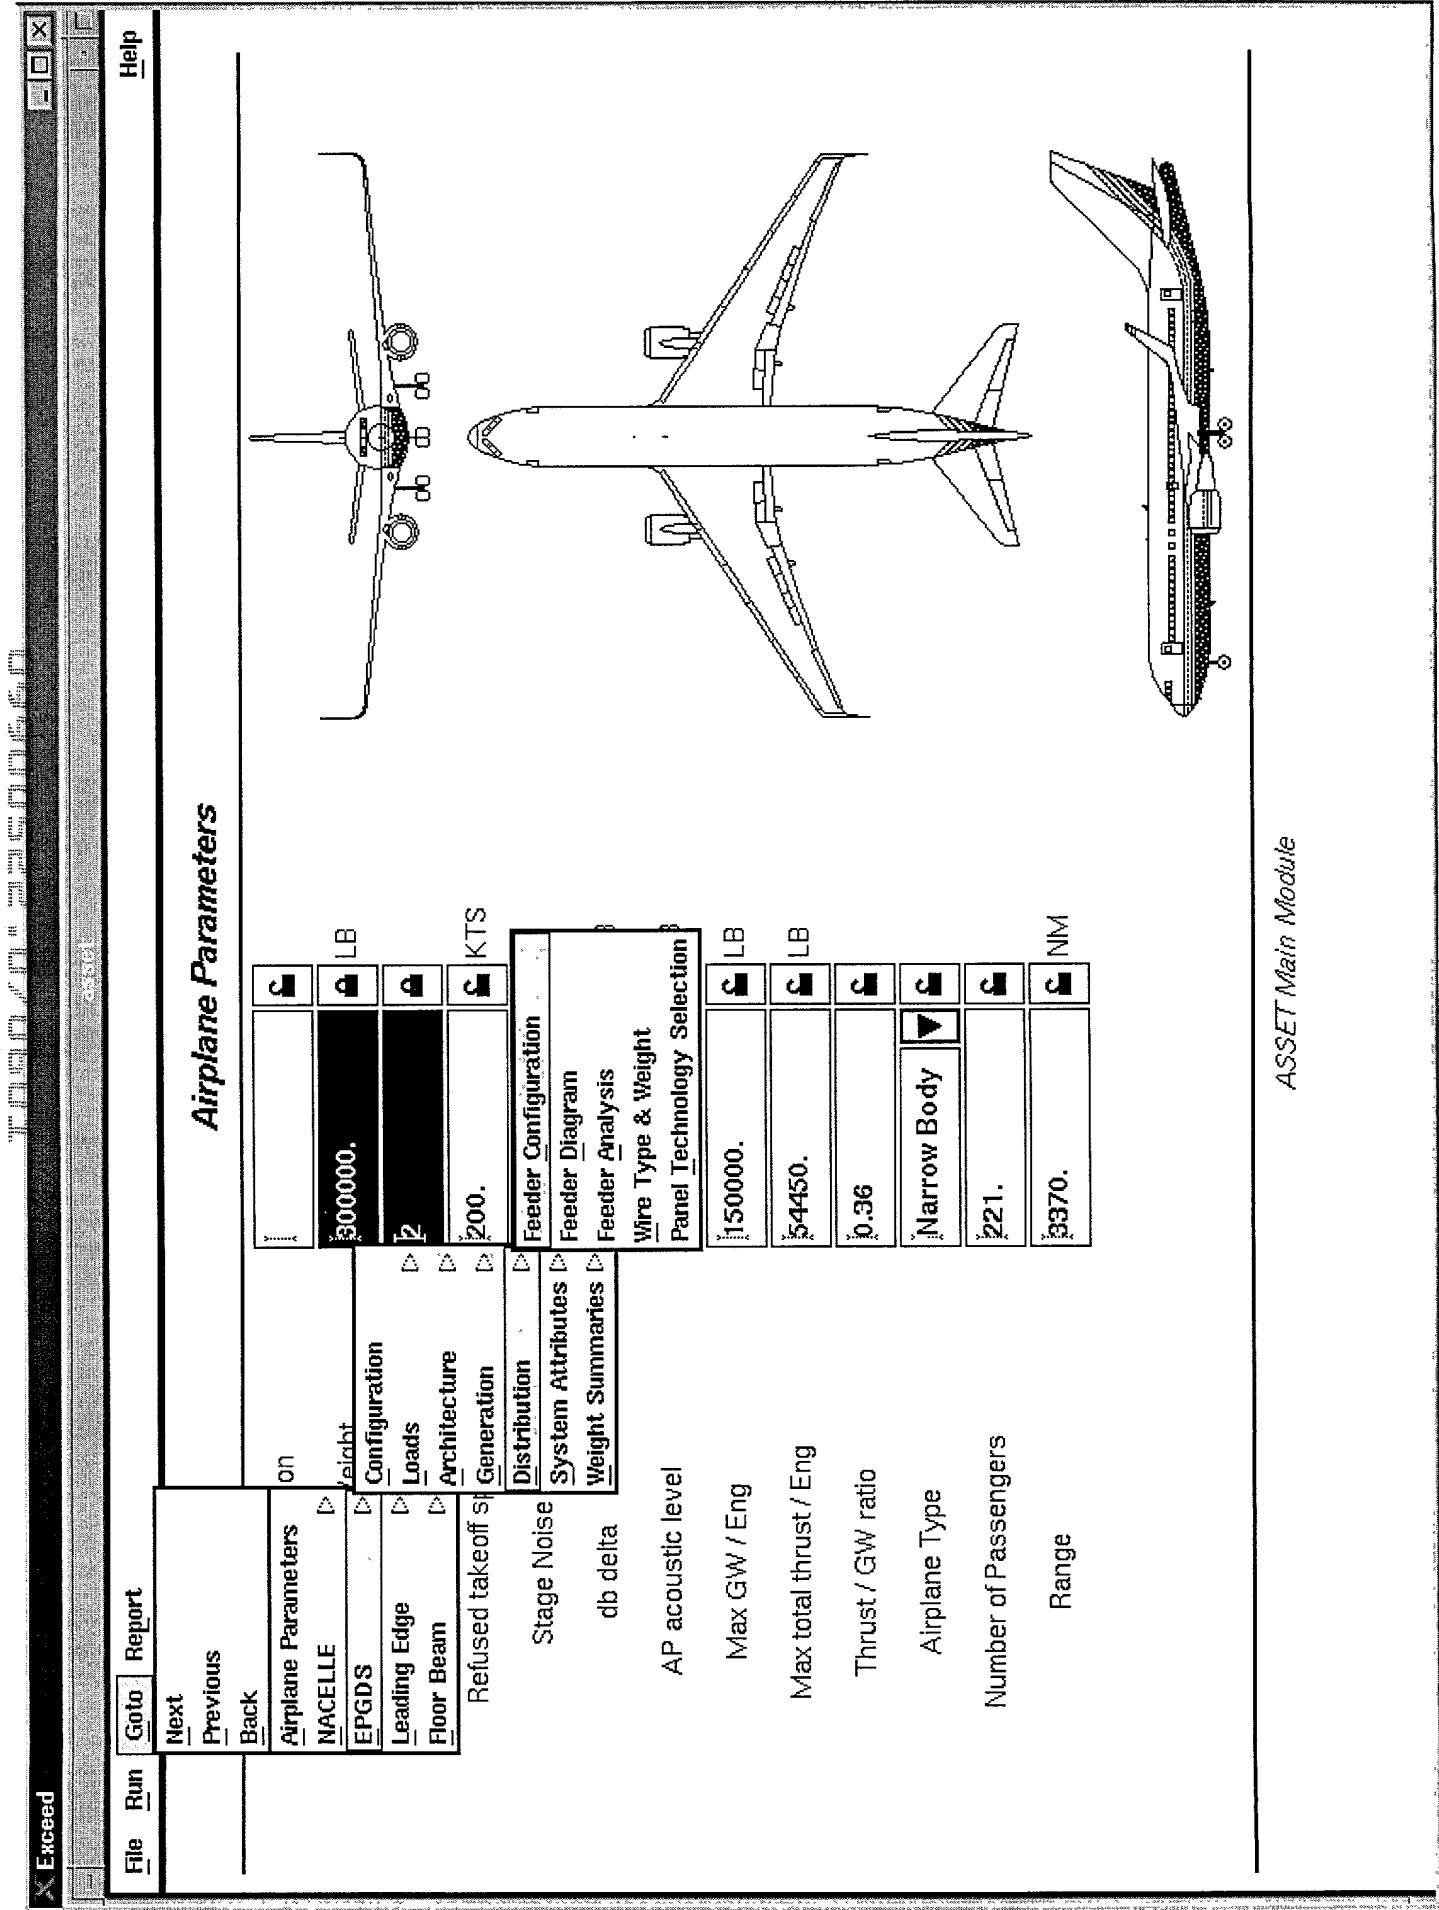 X Exceed
asset
File Run Goto Report Help
Next
Previous
Back
Airplane Parameters
NACELLE
EPGDS
Leading Edge
Floor Beam
Configuration
Loads
Architecture
Generation
Distribution
System Attributes
Weight Summaries
Feeder Configuration
Feeder Diagram
Feeder Analysis
Wire Type & Weight
Panel Technology Selection
Airplane Parameters
on
eight 300000. LB
2
Refused takeoff sp 200. KTS
Stage Noise
db delta
AP acoustic level
Max GW / Eng 150000. LB
Max total thrust / Eng 54450. LB
Thrust / GW ratio 0.36
Airplane Type Narrow Body
Number of Passengers 221.
Range 3370. NM
ASSET Main Module